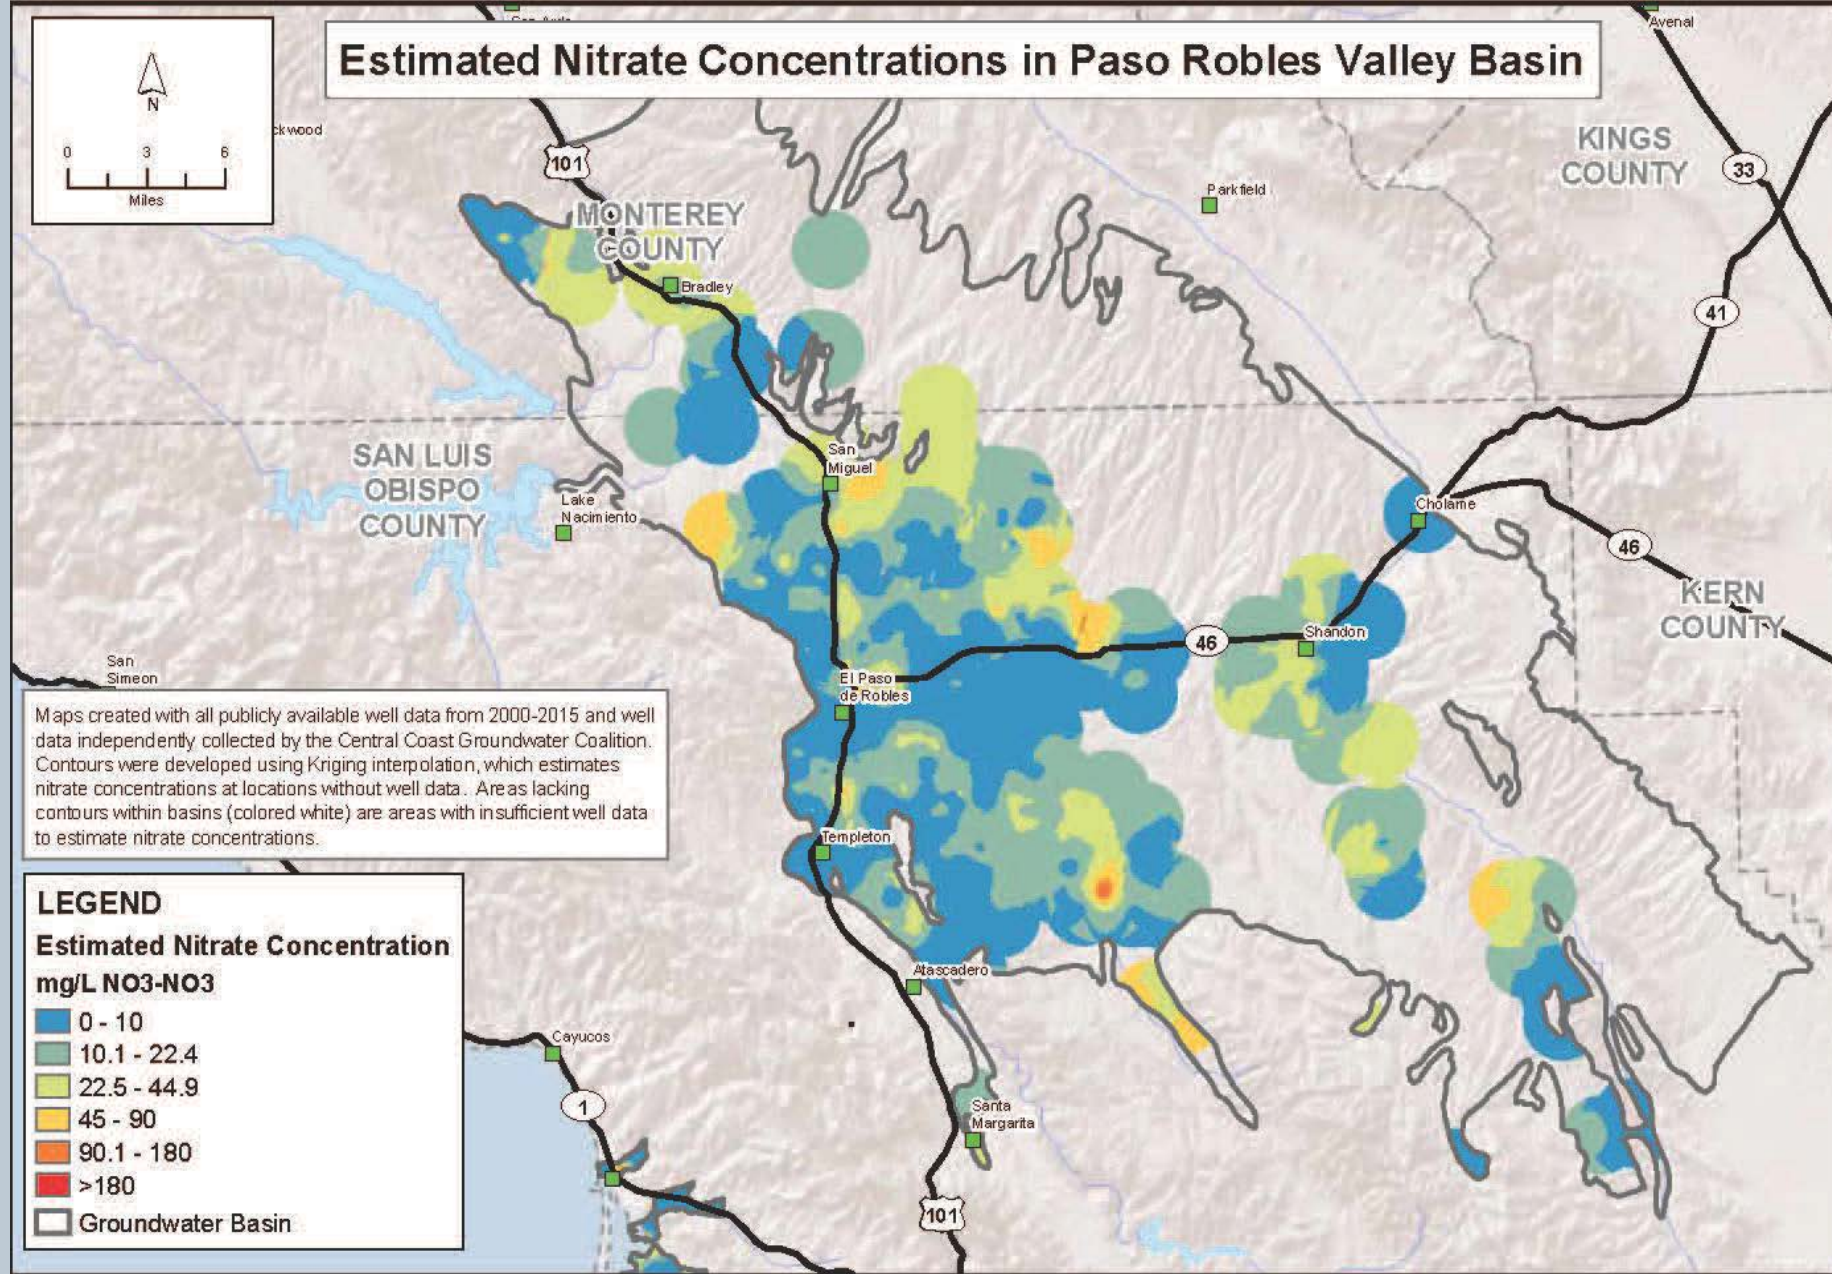 Estimated Nitrate Concentrations in Paso Robles Valley Basin
N
0 3 6
Miles
ckwood
Avenal
101
KINGS
COUNTY
33
Parkfield
MONTEREY
COUNTY
Bradley
41
SAN LUIS
OBISPO
COUNTY
San
Miguel
Lake
Nacimiento
Cholame
46
KERN
COUNTY
46
Shandon
San
Simeon
El Paso
de Robles
Maps created with all publicly available well data from 2000-2015 and well
data independently collected by the Central Coast Groundwater Coalition.
Contours were developed using Kriging interpolation, which estimates
nitrate concentrations at locations without well data. Areas lacking
contours within basins (colored white) are areas with insufficient well data
to estimate nitrate concentrations.
Templeton
Atascadero
LEGEND
Estimated Nitrate Concentration
mg/L NO3-NO3
0 - 10
10.1 - 22.4
22.5 - 44.9
45 - 90
90.1 - 180
>180
Groundwater Basin
Cayucos
1
Santa
Margarita
101